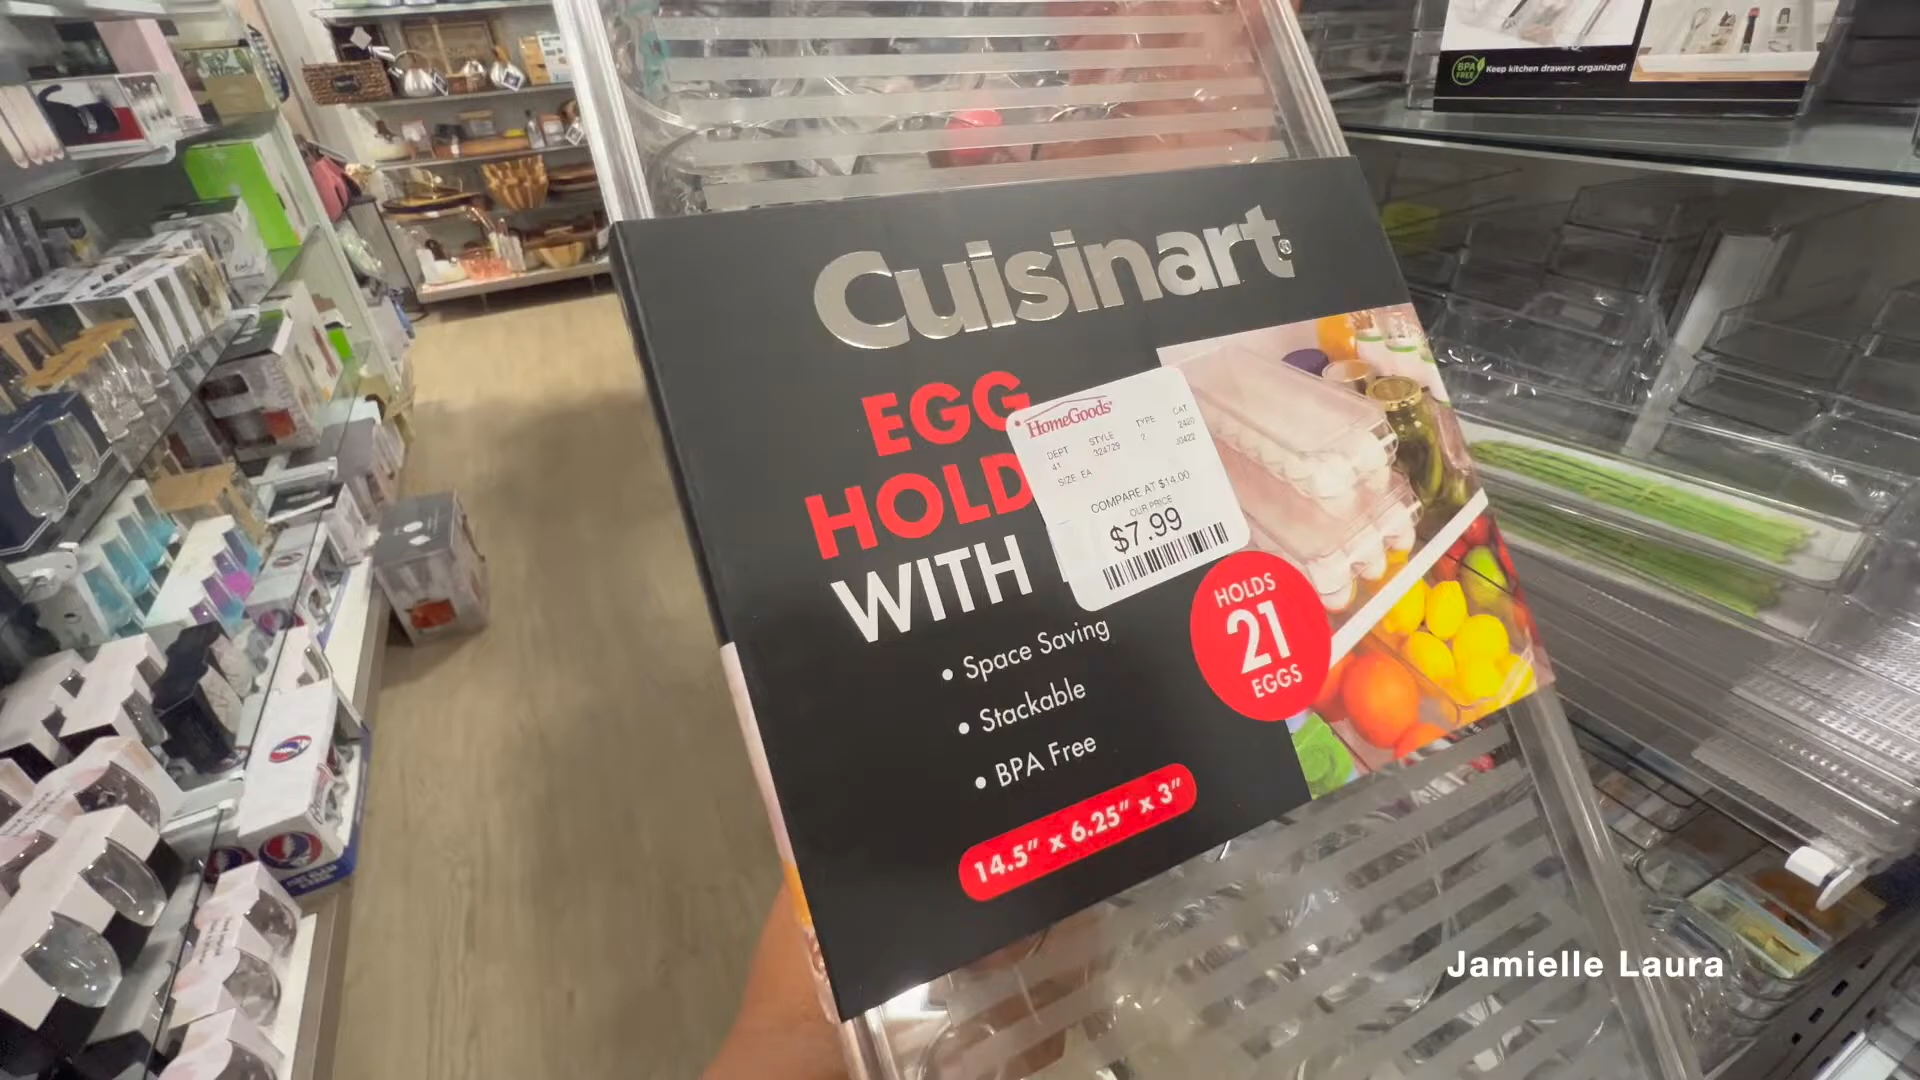 BPA
FREE
Keep kitchen drawers organized!
Cuisinart®
EGG
HOLD
WITH
HomeGoods
DEPT STYLE TYPE CAT
41 324729 2 2420
J0422
SIZE EA
COMPARE AT $14.00
OUR PRICE
$7.99
HOLDS
21
EGGS
• Space Saving
• Stackable
• BPA Free
14.5" x 6.25" x 3"
Jamielle Laura